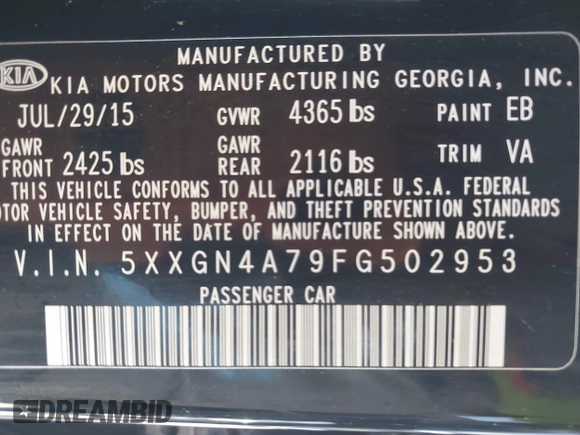 MANUFACTURED BY
KIA KIA MOTORS MANUFACTURING GEORGIA, INC.
JUL/29/15 GVWR 4365 lbs PAINT EB
GAWR FRONT 2425 lbs GAWR REAR 2116 lbs TRIM VA
THIS VEHICLE CONFORMS TO ALL APPLICABLE U.S.A. FEDERAL
OTOR VEHICLE SAFETY, BUMPER, AND THEFT PREVENTION STANDARDS
IN EFFECT ON THE DATE OF MANUFACTURE SHOWN ABOVE.
V.I.N. 5XXGN4A79FG502953
PASSENGER CAR
DREAMBID